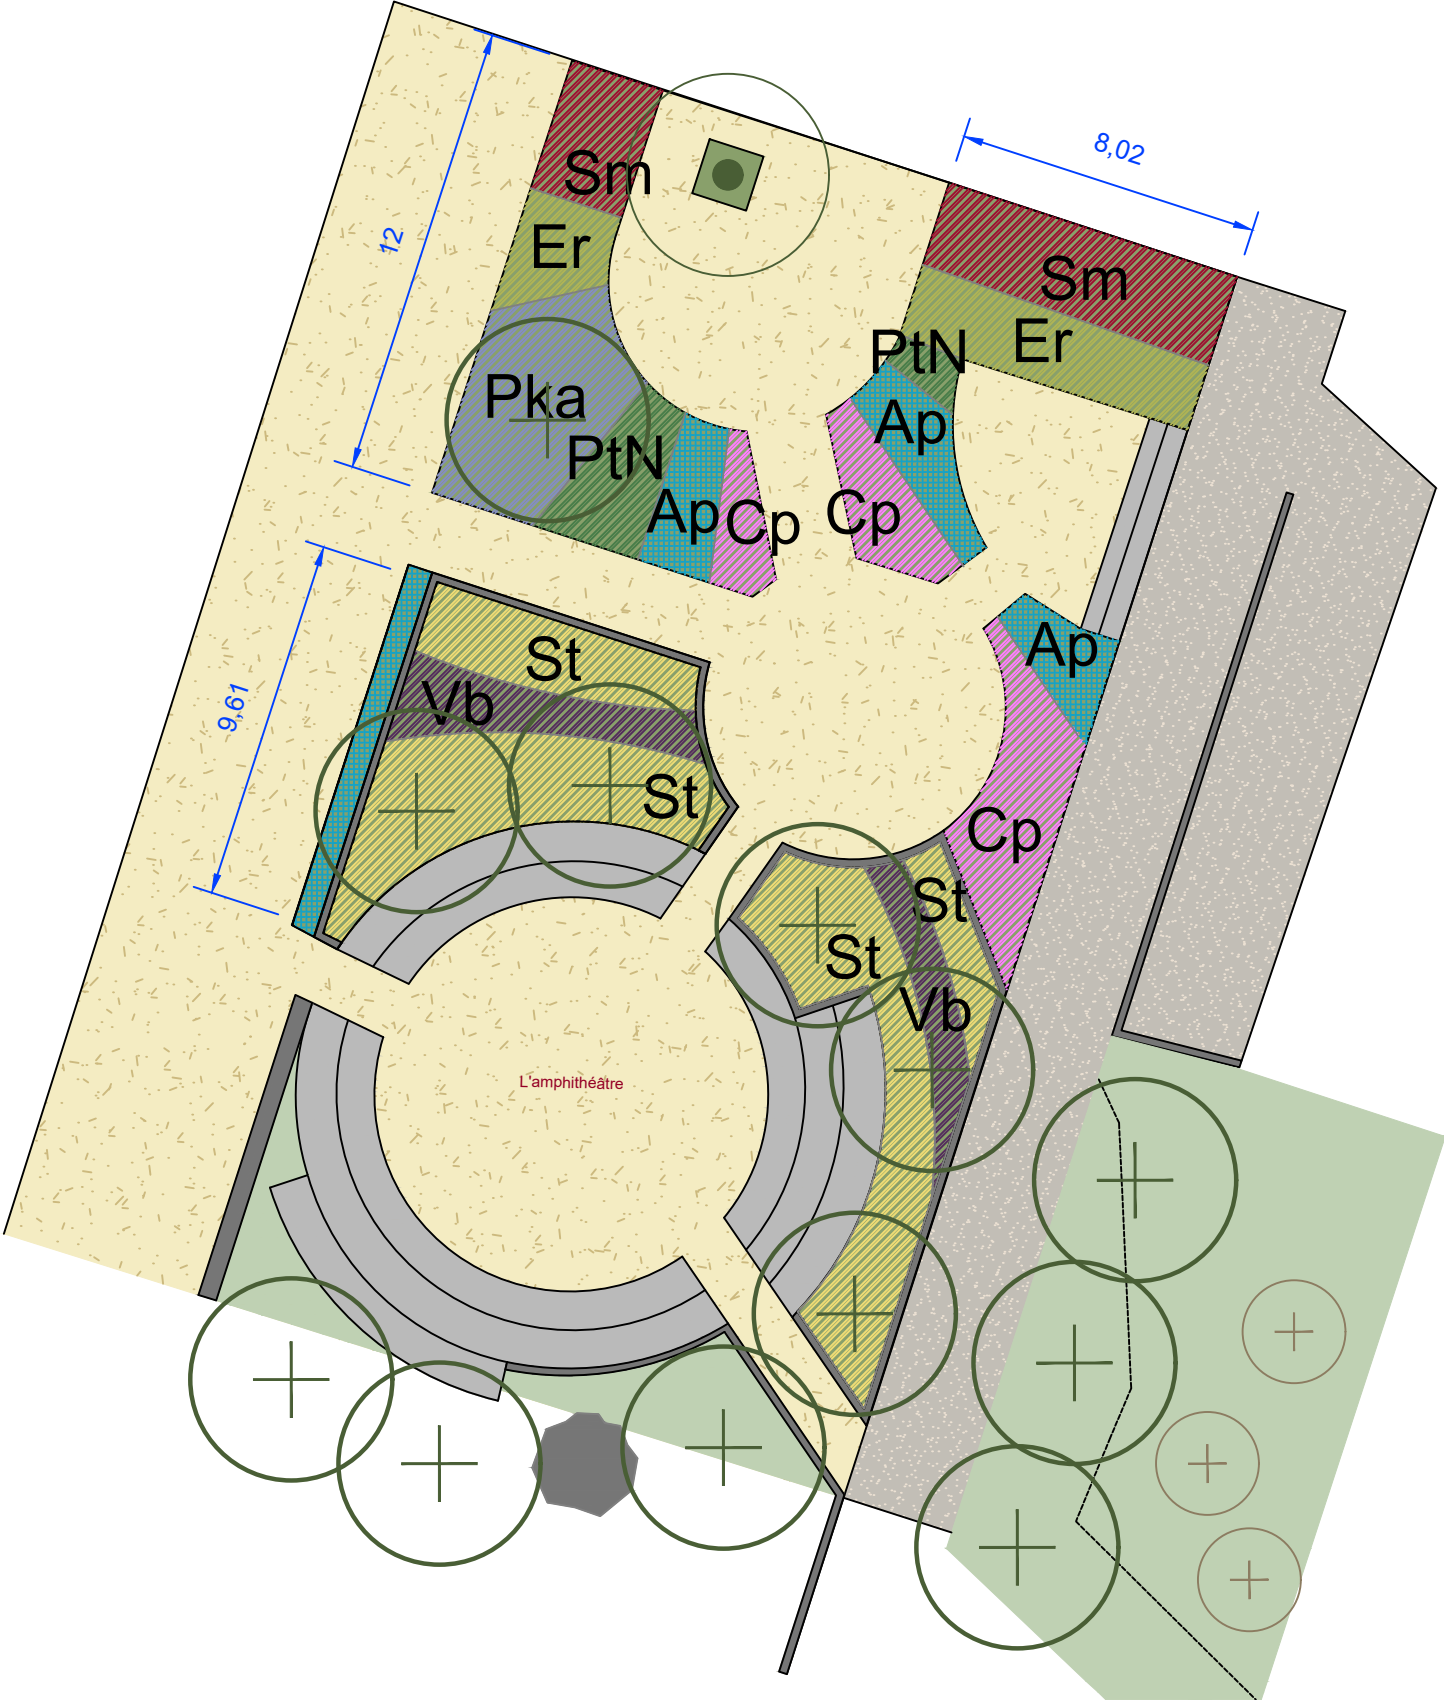 8,02
12
Sm
Er
Sm
Er
PtN
Pka
Ap
PtN
Ap
Cp
Cp
St
Ap
Vb
9,61
St
Cp
St
St
Vb
L'amphithéâtre